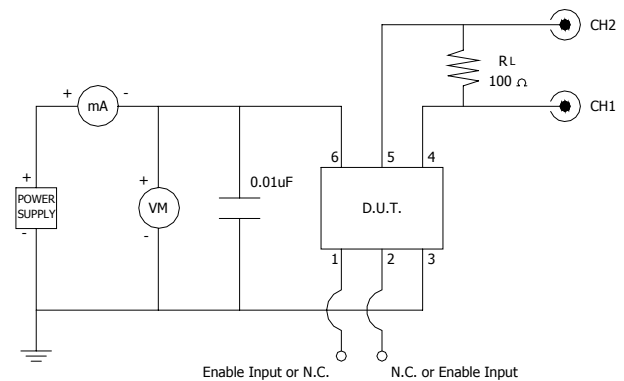 CH2
RL
100 Ω
CH1
+ mA -
6 5 4
+
POWER
SUPPLY
-
+
VM
-
0.01uF
D.U.T.
1 2 3
Enable Input or N.C.
N.C. or Enable Input